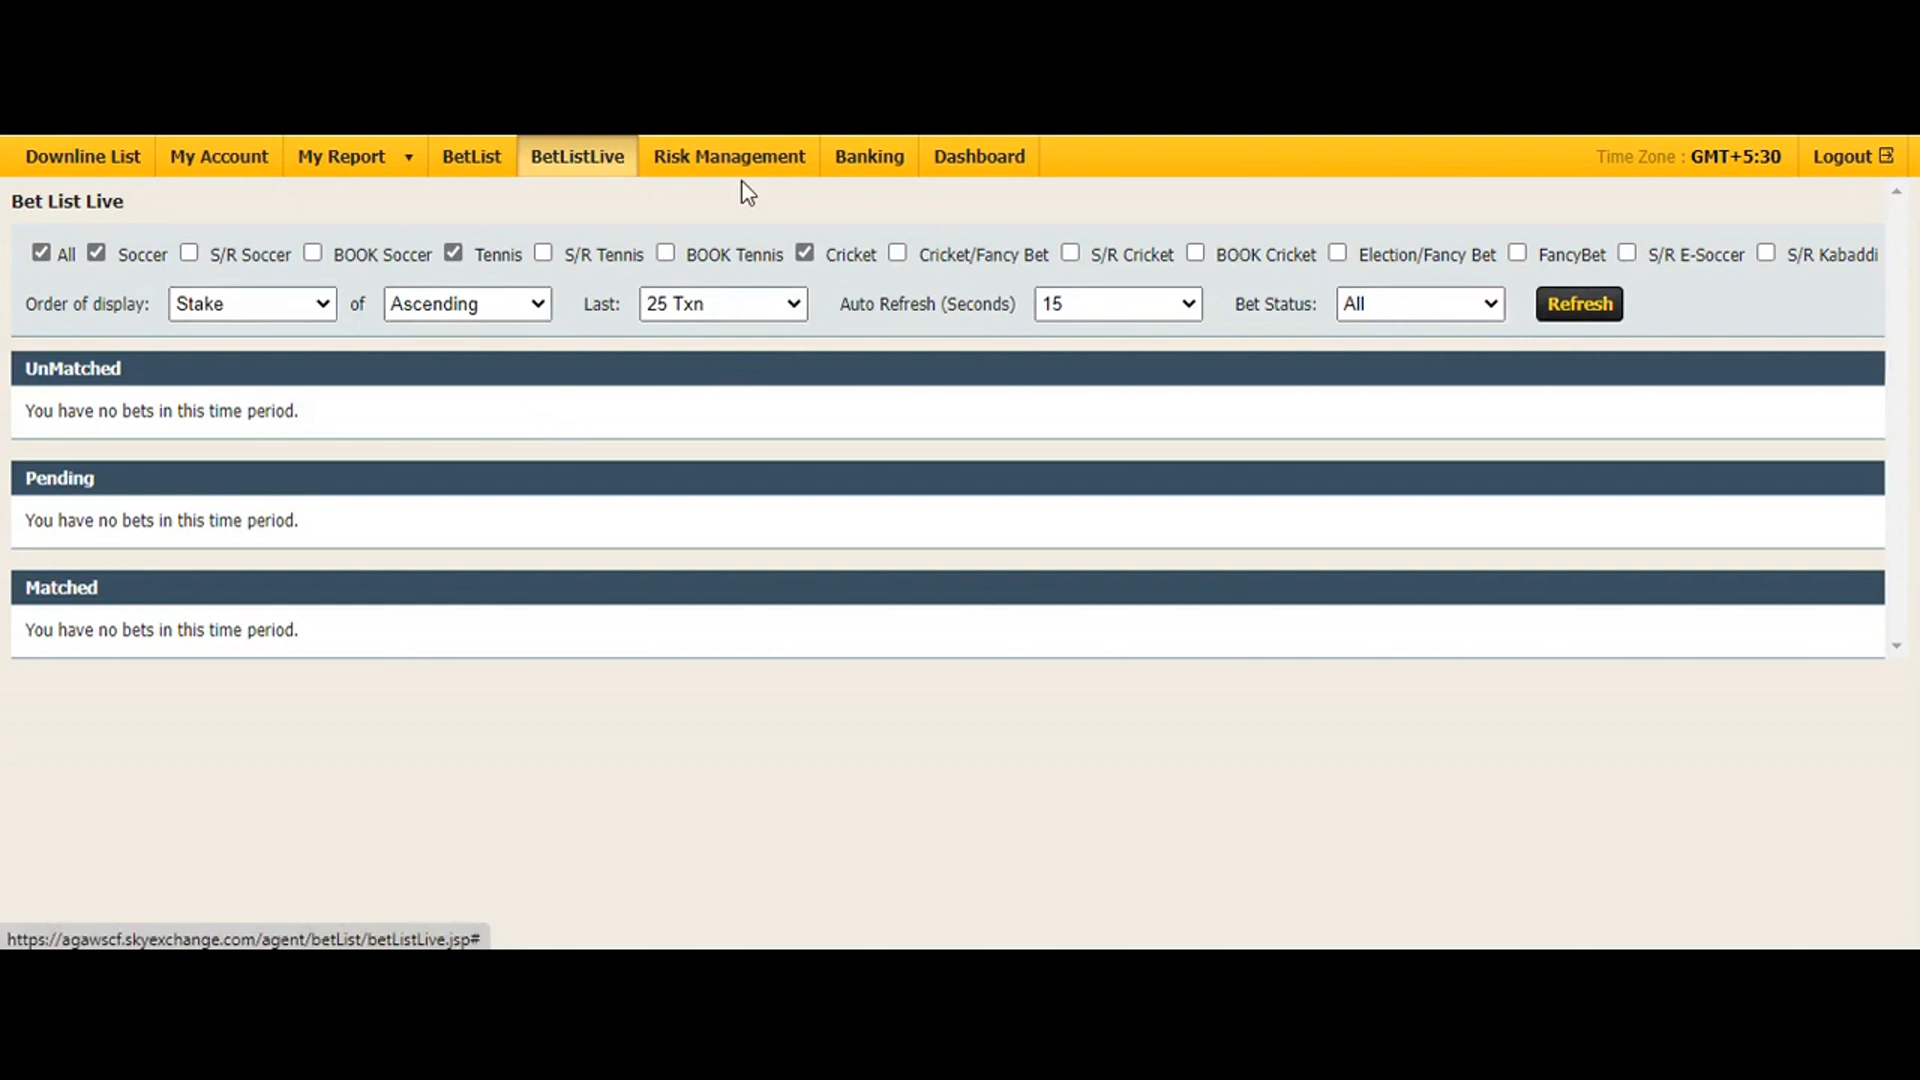 Downline List My Account My Report ▼ BetList BetListLive Risk Management Banking Dashboard Time Zone : GMT+5:30 Logout
Bet List Live
All Soccer S/R Soccer BOOK Soccer Tennis S/R Tennis BOOK Tennis Cricket Cricket/Fancy Bet S/R Cricket BOOK Cricket Election/Fancy Bet FancyBet S/R E-Soccer S/R Kabaddi
Order of display: Stake of Ascending Last: 25 Txn Auto Refresh (Seconds) 15 Bet Status: All Refresh
UnMatched
You have no bets in this time period.
Pending
You have no bets in this time period.
Matched
You have no bets in this time period.
https://agawscf.skyexchange.com/agent/betList/betListLive.jsp#